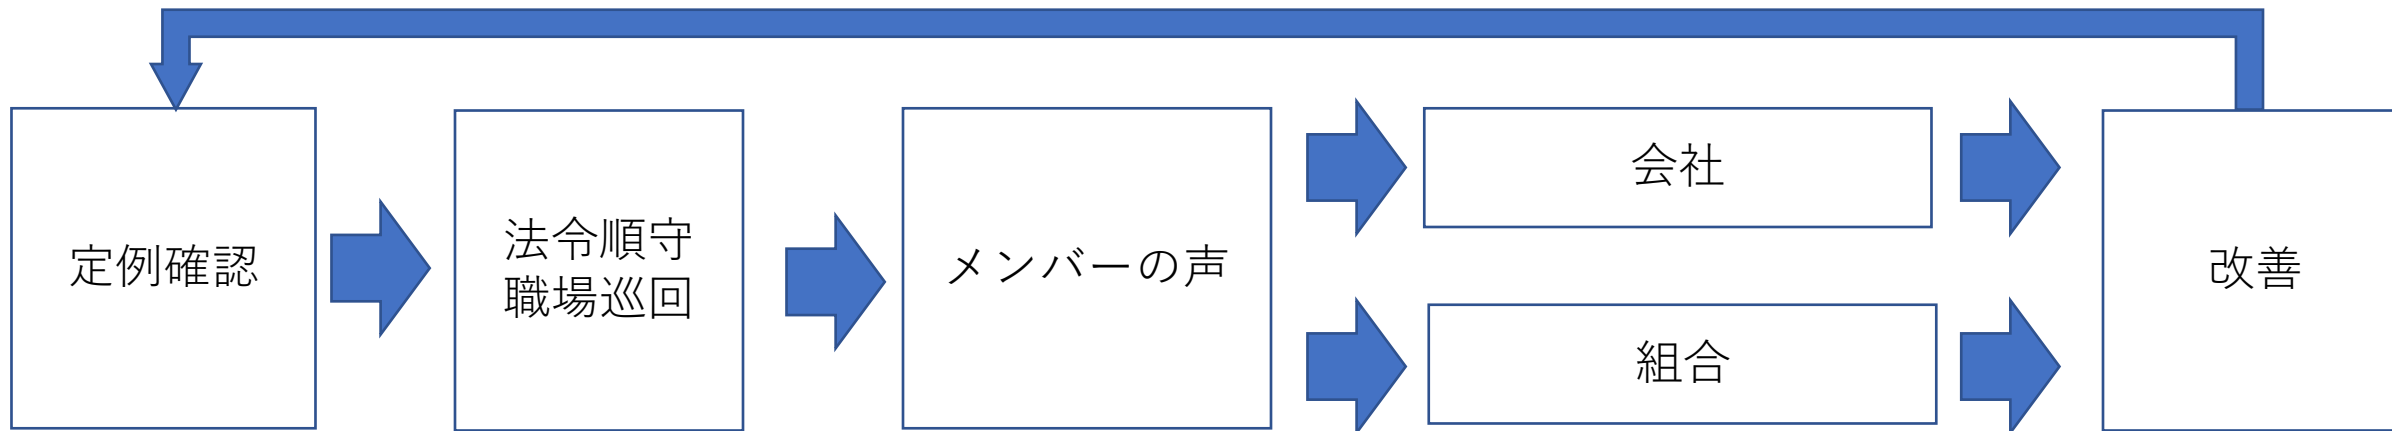 定例確認
法令順守
職場巡回
メンバーの声
会社
組合
改善